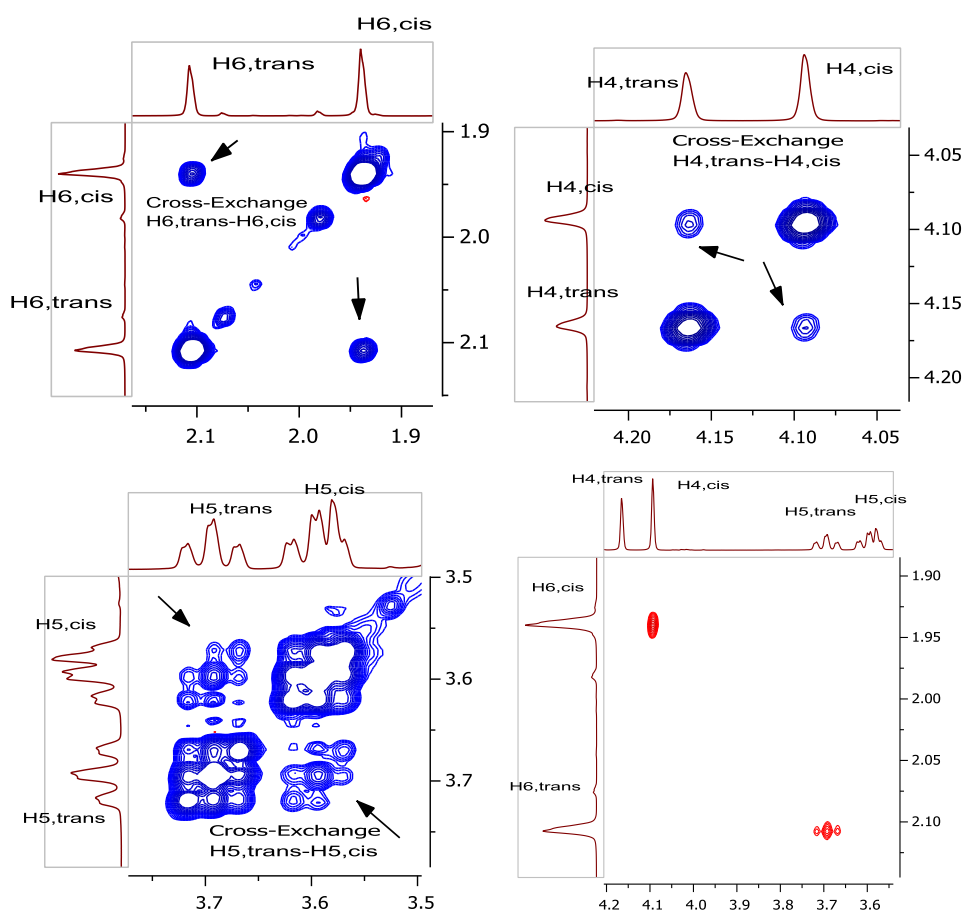 H6,cis
H6,trans
H6,cis
H6,trans
Cross-Exchange
H6,trans-H6,cis
1.9
2.0
2.1
2.1
2.0
1.9
H4,trans
H4,cis
Cross-Exchange
H4,trans-H4,cis
H4,cis
H4,trans
4.05
4.10
4.15
4.20
4.20
4.15
4.10
4.05
H5,cis
H5,trans
H5,cis
H5,trans
Cross-Exchange
H5,trans-H5,cis
3.5
3.6
3.7
3.7
3.6
3.5
H4,trans
H4,cis
H5,trans
H5,cis
H6,cis
H6,trans
1.90
1.95
2.00
2.05
2.10
4.2
4.1
4.0
3.9
3.8
3.7
3.6